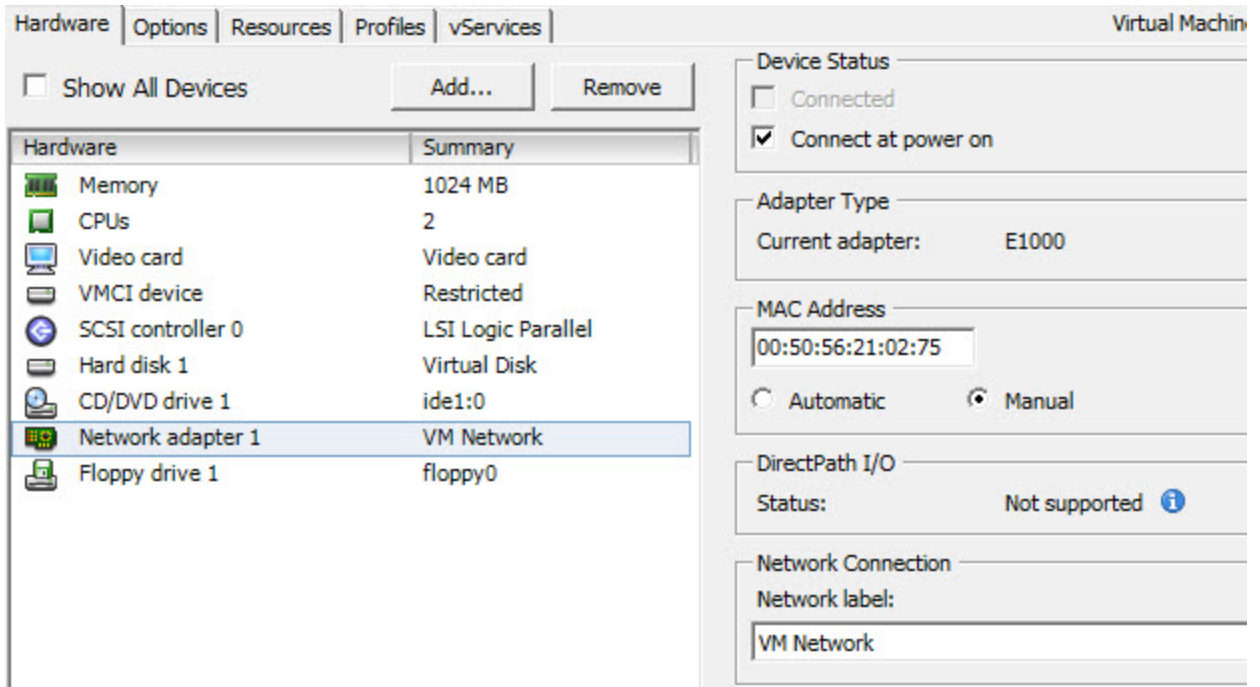 Hardware Options Resources Profiles vServices
Show All Devices Add... Remove
Hardware Summary
Memory 1024 MB
CPUs 2
Video card Video card
VMCI device Restricted
SCSI controller 0 LSI Logic Parallel
Hard disk 1 Virtual Disk
CD/DVD drive 1 ide1:0
Network adapter 1 VM Network
Floppy drive 1 floppy0
Virtual
Device Status
Connected
Connect at power on
Adapter Type
Current adapter: E1000
MAC Address
00:50:56:21:02:75
Automatic Manual
DirectPath I/O
Status: Not supported
Network Connection
Network label:
VM Network